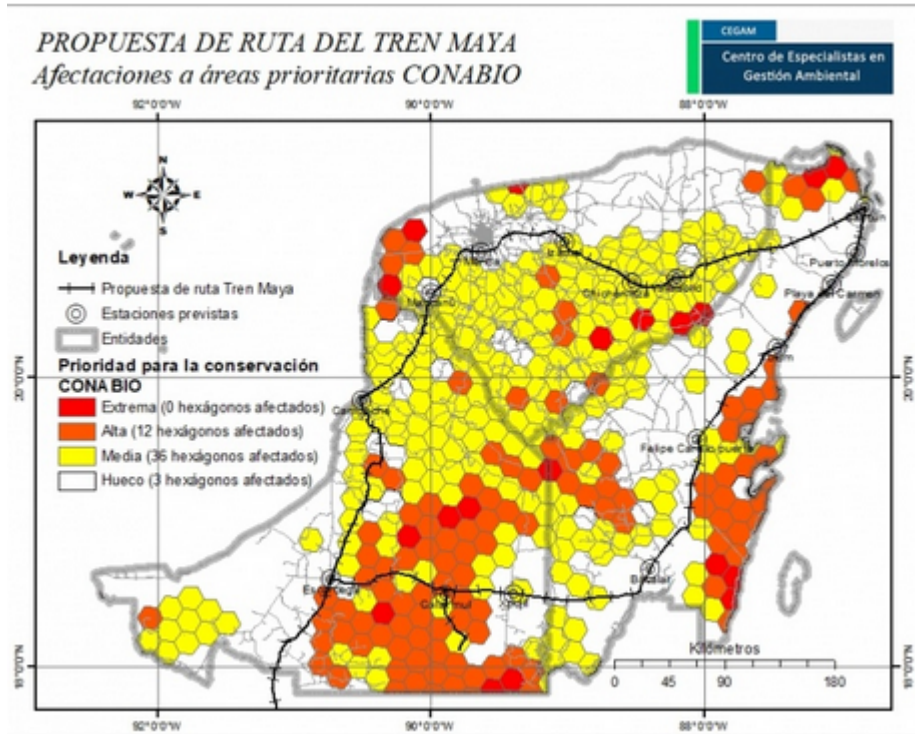 PROPUESTA DE RUTA DEL TREN MAYA
Afectaciones a áreas prioritarias CONABIO
CEGAM
Centro de Especialistas en
Gestión Ambiental
92°0'0"W
90°0'0"W
88°0'0"W
N
W E
S
Leyenda
Propuesta de ruta Tren Maya
Estaciones previstas
Entidades
Prioridad para la conservación
CONABIO
Extrema (0 hexágonos afectados)
Alta (12 hexágonos afectados)
Media (36 hexágonos afectados)
Hueco (3 hexágonos afectados)
Puerto Morelos
Playa del Carmen
Chichen Itza
20°0'0"N
20°0'0"N
Felipe Carrillo Puerto
Bacalar
Calakmul
Xpujil
Kilómetros
0 45 90 180
18°0'0"N
18°0'0"N
92°0'0"W
90°0'0"W
88°0'0"W